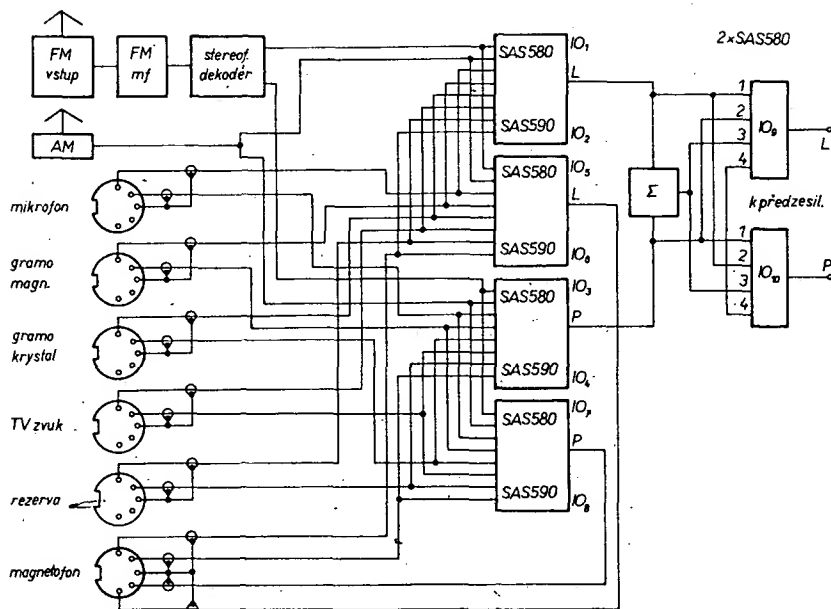 FM
vstup
FM
mf
stereof.
dekodér
AM
mikrofon
gramo
magn.
gramo
krystal
TV zvuk
rezerva
magnetofon
SAS580
SAS590
IO1
L
IO2
SAS580
SAS590
IO5
L
IO6
SAS580
SAS590
IO3
P
IO4
SAS580
SAS590
IO7
P
IO8
Σ
2xSAS580
1
2
3
4
IO9
L
k předzesil.
1
2
3
4
IO10
P